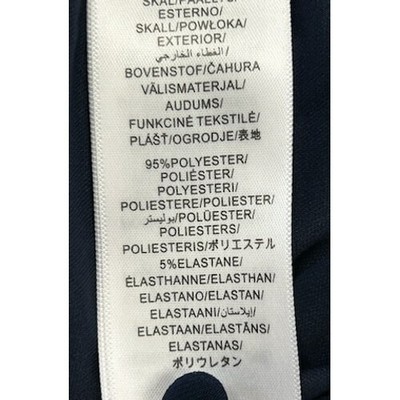 SKAL/PÄÄLLYS/
ESTERNO/
SKALL/POWŁOKA/
EXTERIOR/
الغطاء الخارجي/
BOVENSTOF/ČAHURA
VÄLISMATERJAL/
AUDUMS/
FUNKCINĖ TEKSTILĖ/
PLÁŠŤ/OGRODJE/表地
95%POLYESTER/
POLIÉSTER/
POLYESTERI/
POLIESTERE/POLIESTER/
بوليستر/POLÜESTER/
POLIESTERS/
POLIESTERIS/ポリエステル
5%ELASTANE/
ÉLASTHANNE/ELASTHAN/
ELASTANO/ELASTAN/
ELASTAANI/إيلاستان/
ELASTAAN/ELASTĀNS/
ELASTANAS/
ポリウレタン